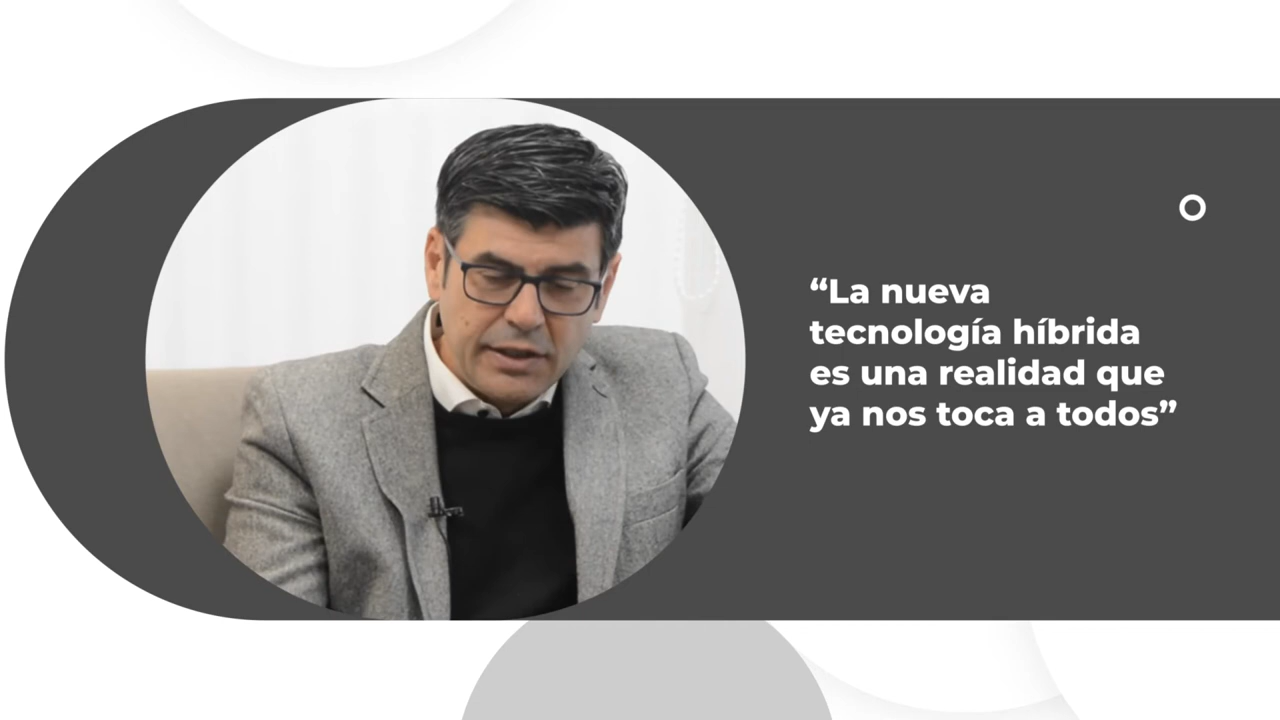 “La nueva
tecnología híbrida
es una realidad que
ya nos toca a todos”